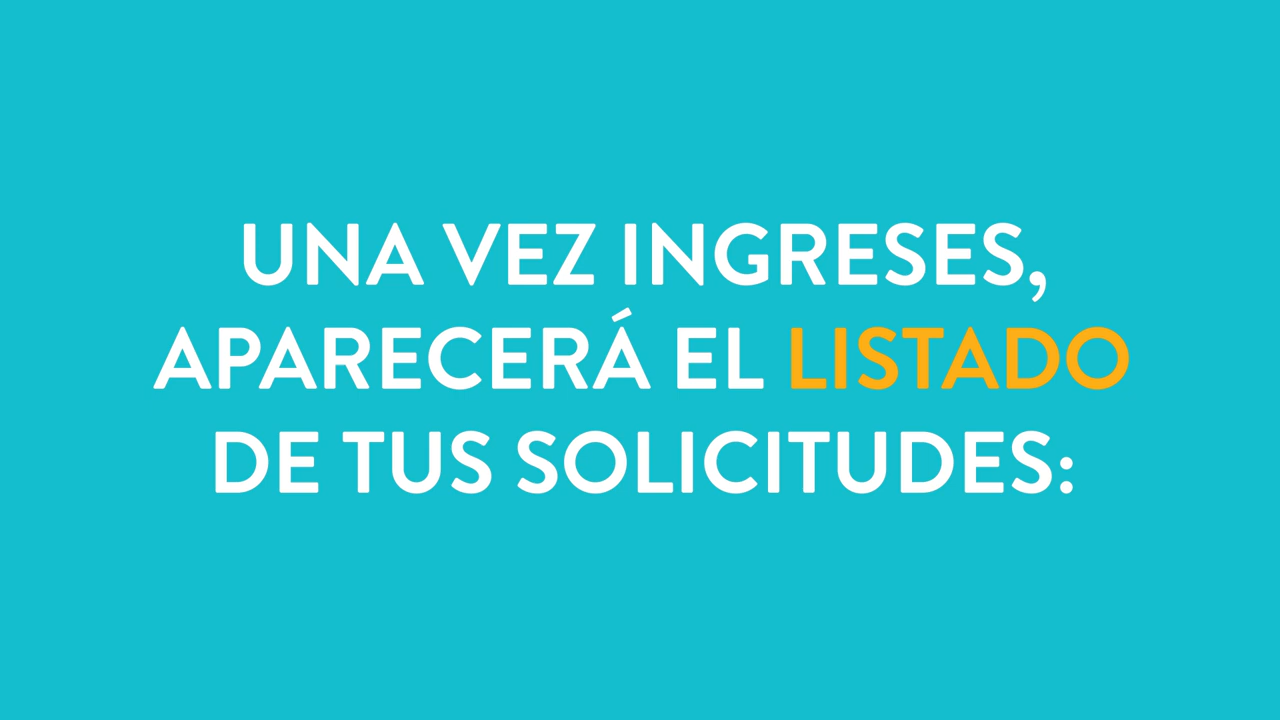 UNA VEZ INGRESES,
APARECERÁ EL LISTADO
DE TUS SOLICITUDES: